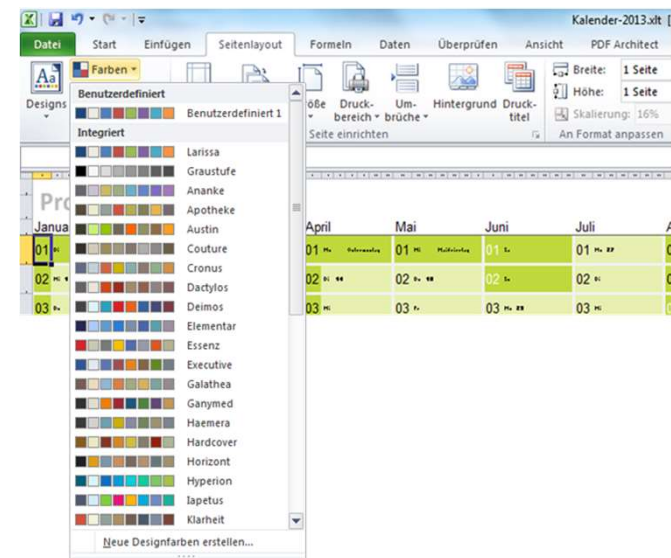 Kalender-2013.xlt [
Datei Start Einfügen Seitenlayout Formeln Daten Überprüfen Ansicht PDF Architect
Farben
Designs
Druck-
bereich
Um-
brüche
Hintergrund
Druck-
titel
Breite: 1 Seite
Höhe: 1 Seite
Skalierung: 16%
Seite einrichten
An Format anpassen
Benutzerdefiniert
Benutzerdefiniert 1
Integriert
Larissa
Graustufe
Ananke
Apotheke
Austin
Couture
Cronus
Dactylos
Deimos
Elementar
Essenz
Executive
Galathea
Ganymed
Haemera
Hardcover
Horizont
Hyperion
Iapetus
Klarheit
Neue Designfarben erstellen...
Janua April Mai Juni Juli
01 01 01 01 01
02 02 02 02 02
03 03 03 03 03